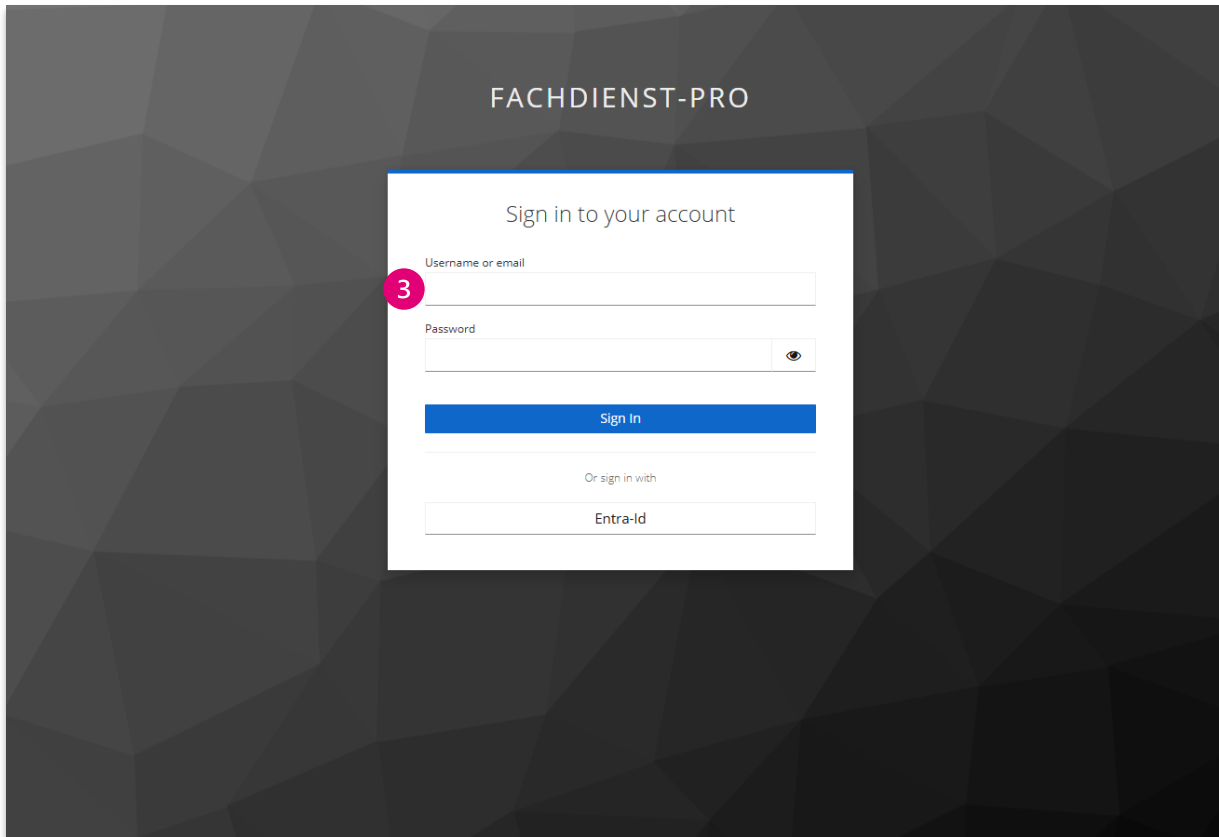 FACHDIENST-PRO
Sign in to your account
Username or email
3
Password
Sign In
Or sign in with
Entra-Id